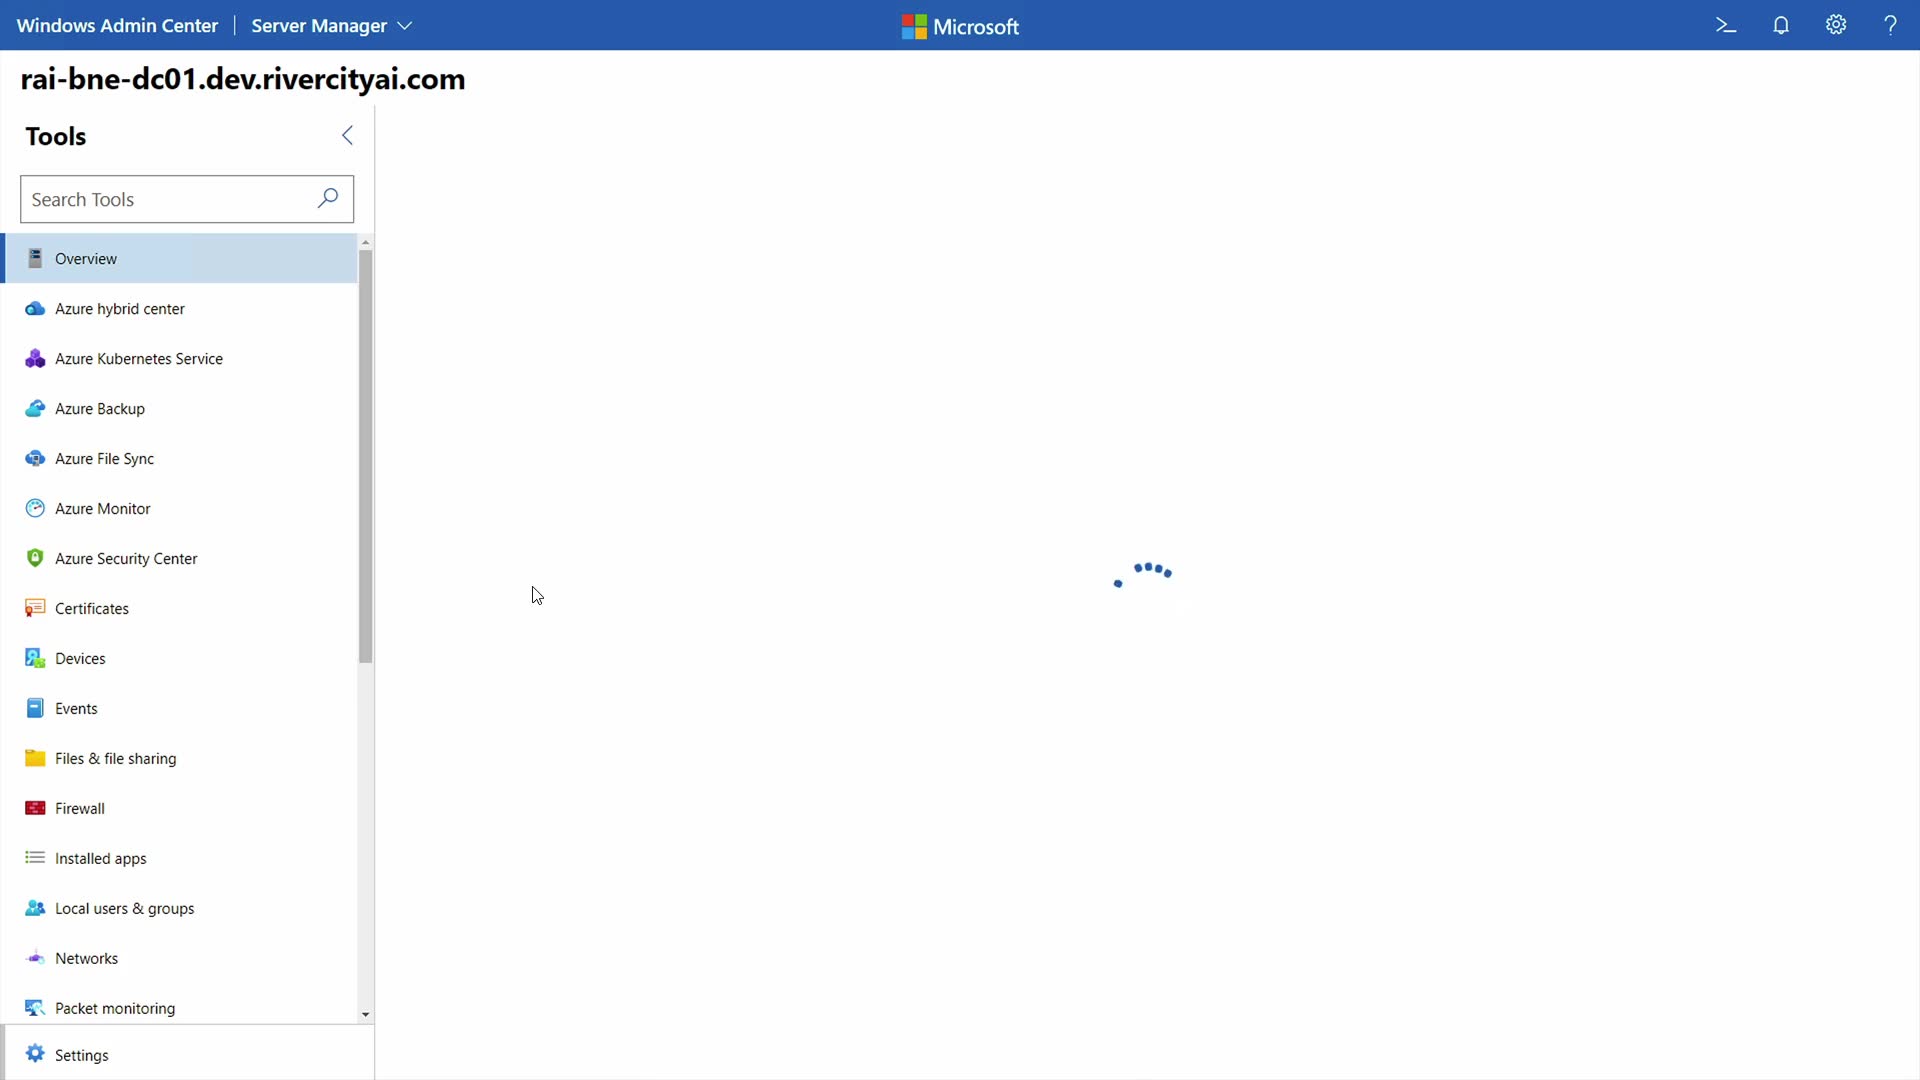 Windows Admin Center | Server Manager
Microsoft
rai-bne-dc01.dev.rivercityai.com
Tools
Search Tools
Overview
Azure hybrid center
Azure Kubernetes Service
Azure Backup
Azure File Sync
Azure Monitor
Azure Security Center
Certificates
Devices
Events
Files & file sharing
Firewall
Installed apps
Local users & groups
Networks
Packet monitoring
Settings